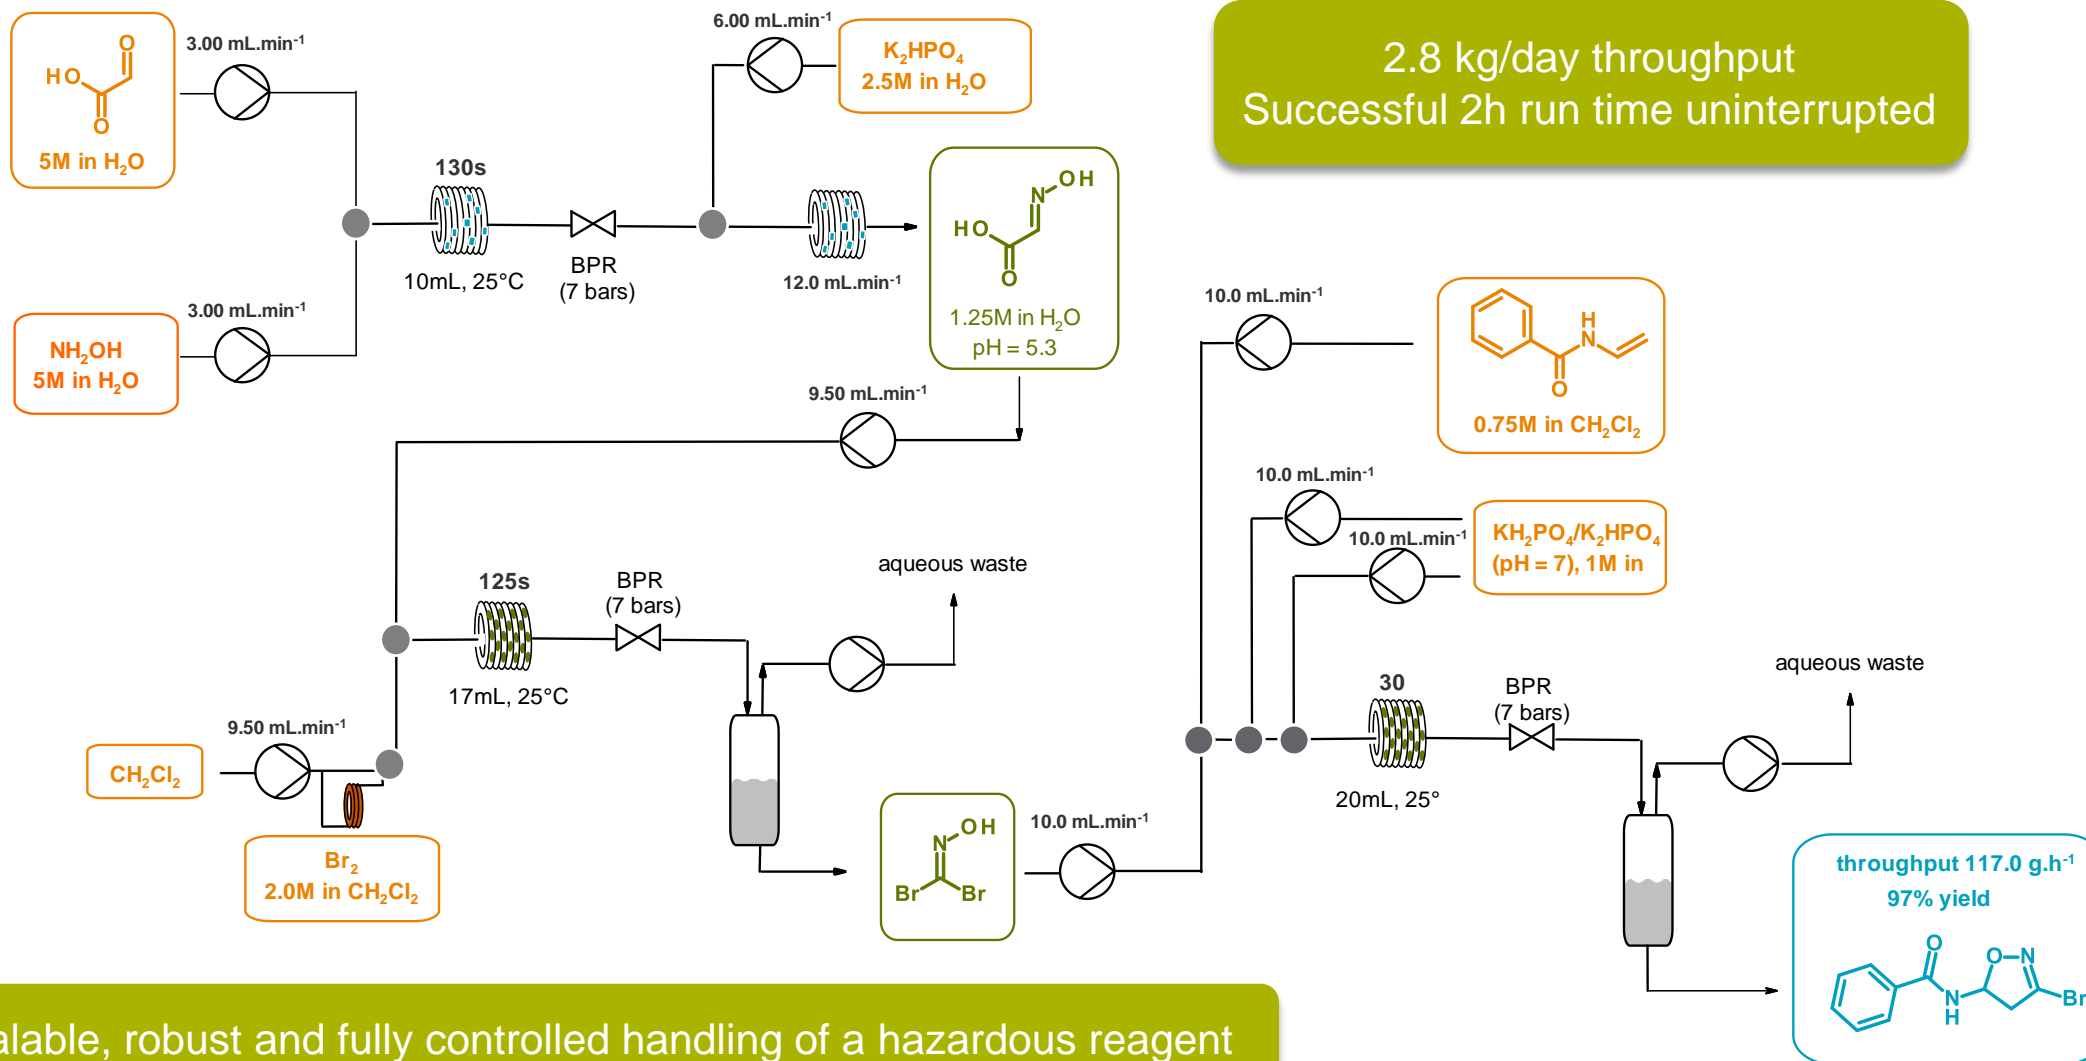 3.00 mL.min⁻¹
HO
O
O
5M in H₂O
6.00 mL.min⁻¹
K₂HPO₄
2.5M in H₂O
2.8 kg/day throughput
Successful 2h run time uninterrupted
130s
10mL, 25°C
BPR
(7 bars)
12.0 mL.min⁻¹
OH
N
HO
O
1.25M in H₂O
pH = 5.3
3.00 mL.min⁻¹
NH₂OH
5M in H₂O
9.50 mL.min⁻¹
10.0 mL.min⁻¹
H
N
O
0.75M in CH₂Cl₂
10.0 mL.min⁻¹
10.0 mL.min⁻¹
KH₂PO₄/K₂HPO₄
(pH = 7), 1M in
125s
17mL, 25°C
BPR
(7 bars)
aqueous waste
9.50 mL.min⁻¹
CH₂Cl₂
Br₂
2.0M in CH₂Cl₂
OH
N
Br
Br
10.0 mL.min⁻¹
30
20mL, 25°
BPR
(7 bars)
aqueous waste
throughput 117.0 g.h⁻¹
97% yield
O
O
N
N
H
Br
alable, robust and fully controlled handling of a hazardous reagent